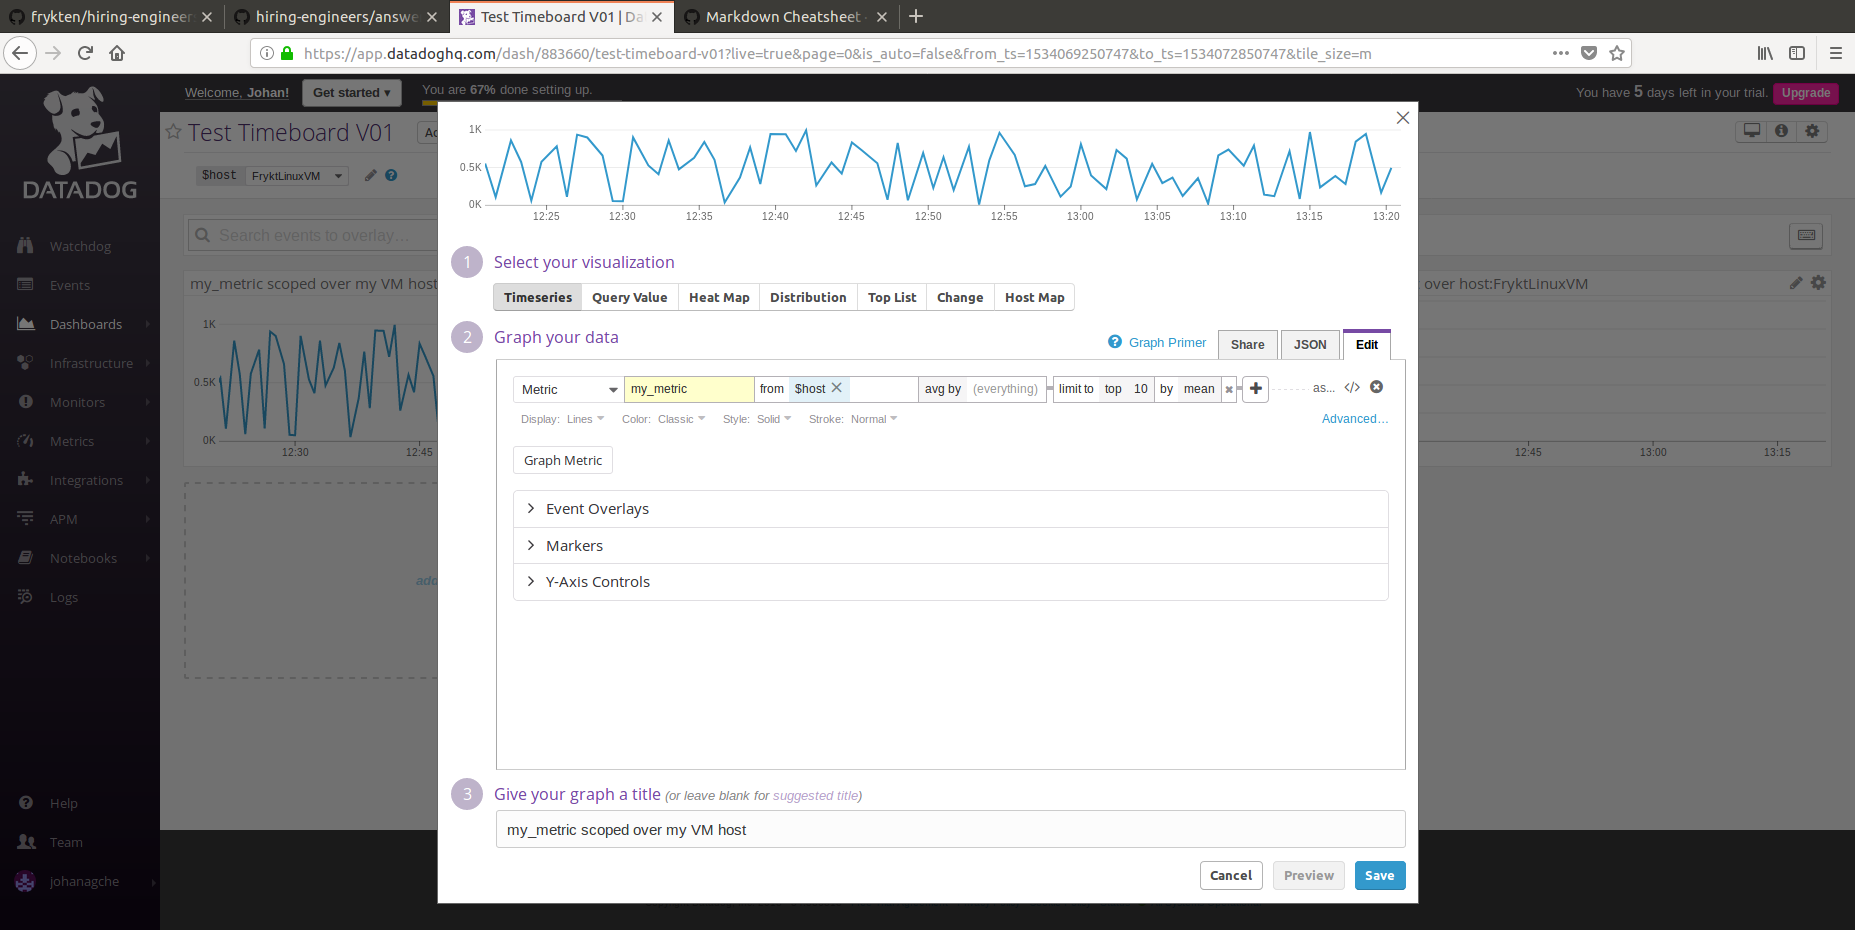 frykten/hiring-engineer
hiring-engineers/answe
Test Timeboard V01 | Da
Markdown Cheatsheet
https://app.datadoghq.com/dash/883660/test-timeboard-v01?live=true&page=0&is_auto=false&from_ts=1534069250747&to_ts=1534072850747&tile_size=m
DATADOG
Watchdog
Events
Dashboards
Infrastructure
Monitors
Metrics
Integrations
APM
Notebooks
Logs
Help
Team
johanagche
Welcome, Johan!
Get started ▾
You are 67% done setting up.
You have 5 days left in your trial.
Upgrade
Test Timeboard V01
Ad
$host
FryktLinuxVM
Search events to overlay...
my_metric scoped over my VM host
1K
0.5K
0K
12:30
12:45
add
over host:FryktLinuxVM
12:45
13:00
13:15
1K
0.5K
0K
12:25
12:30
12:35
12:40
12:45
12:50
12:55
13:00
13:05
13:10
13:15
13:20
1 Select your visualization
Timeseries
Query Value
Heat Map
Distribution
Top List
Change
Host Map
2 Graph your data
Graph Primer
Share
JSON
Edit
Metric
my_metric
from
$host
avg by
(everything)
limit to
top
10
by
mean
as...
Display: Lines
Color: Classic
Style: Solid
Stroke: Normal
Advanced...
Graph Metric
Event Overlays
Markers
Y-Axis Controls
3 Give your graph a title (or leave blank for suggested title)
my_metric scoped over my VM host
Cancel
Preview
Save